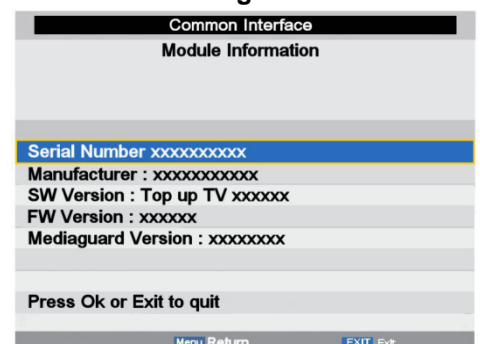 Common Interface
Module Information
Serial Number xxxxxxxxxx
Manufacturer : xxxxxxxxxxx
SW Version : Top up TV xxxxxx
FW Version : xxxxxx
Mediaguard Version : xxxxxxxx
Press Ok or Exit to quit
Menu Return EXIT Exit